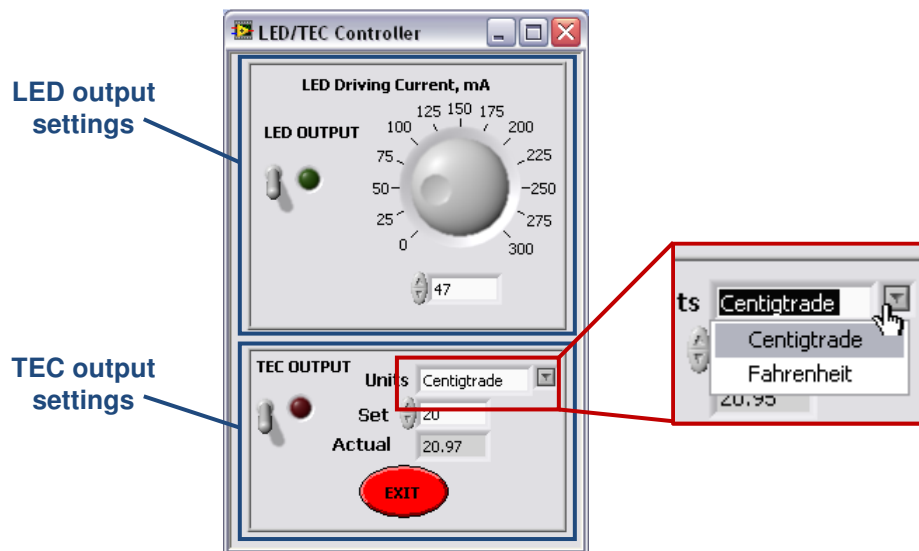 LED/TEC Controller
LED output
settings
LED Driving Current, mA
LED OUTPUT
0
25
50
75
100
125
150
175
200
225
250
275
300
47
TEC output
settings
TEC OUTPUT
Units Centigtrade
Set 20
Actual 20.97
EXIT
ts Centigtrade
Centigtrade
Fahrenheit
20.95